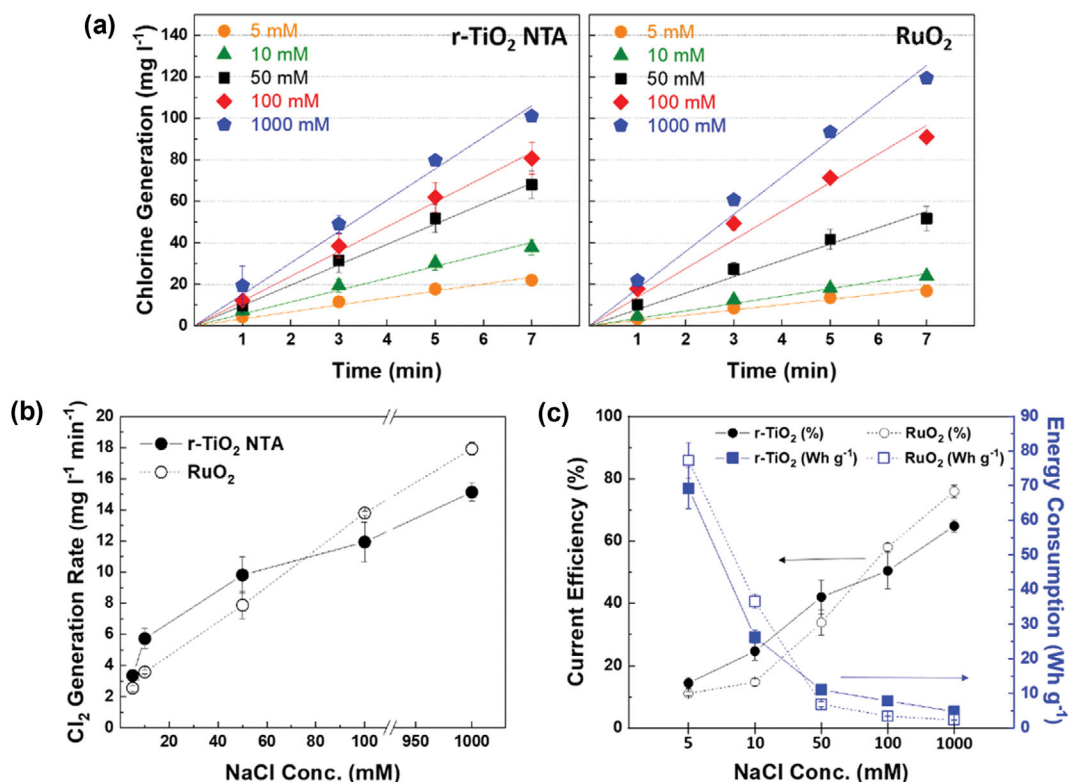 (a)
Chlorine Generation (mg l⁻¹)
140
120
100
80
60
40
20
0
r-TiO₂ NTA
5 mM
10 mM
50 mM
100 mM
1000 mM
1 2 3 4 5 6 7
Time (min)
RuO₂
5 mM
10 mM
50 mM
100 mM
1000 mM
1 2 3 4 5 6 7
Time (min)
(b)
Cl₂ Generation Rate (mg l⁻¹ min⁻¹)
20
18
16
14
12
10
8
6
4
2
0
r-TiO₂ NTA
RuO₂
20 40 60 80 100 950 1000
NaCl Conc. (mM)
(c)
Current Efficiency (%)
100
80
60
40
20
0
r-TiO₂ (%) RuO₂ (%)
r-TiO₂ (Wh g⁻¹) RuO₂ (Wh g⁻¹)
90
80
70
60
50
40
30
20
10
0
Energy Consumption (Wh g⁻¹)
5 10 50 100 1000
NaCl Conc. (mM)